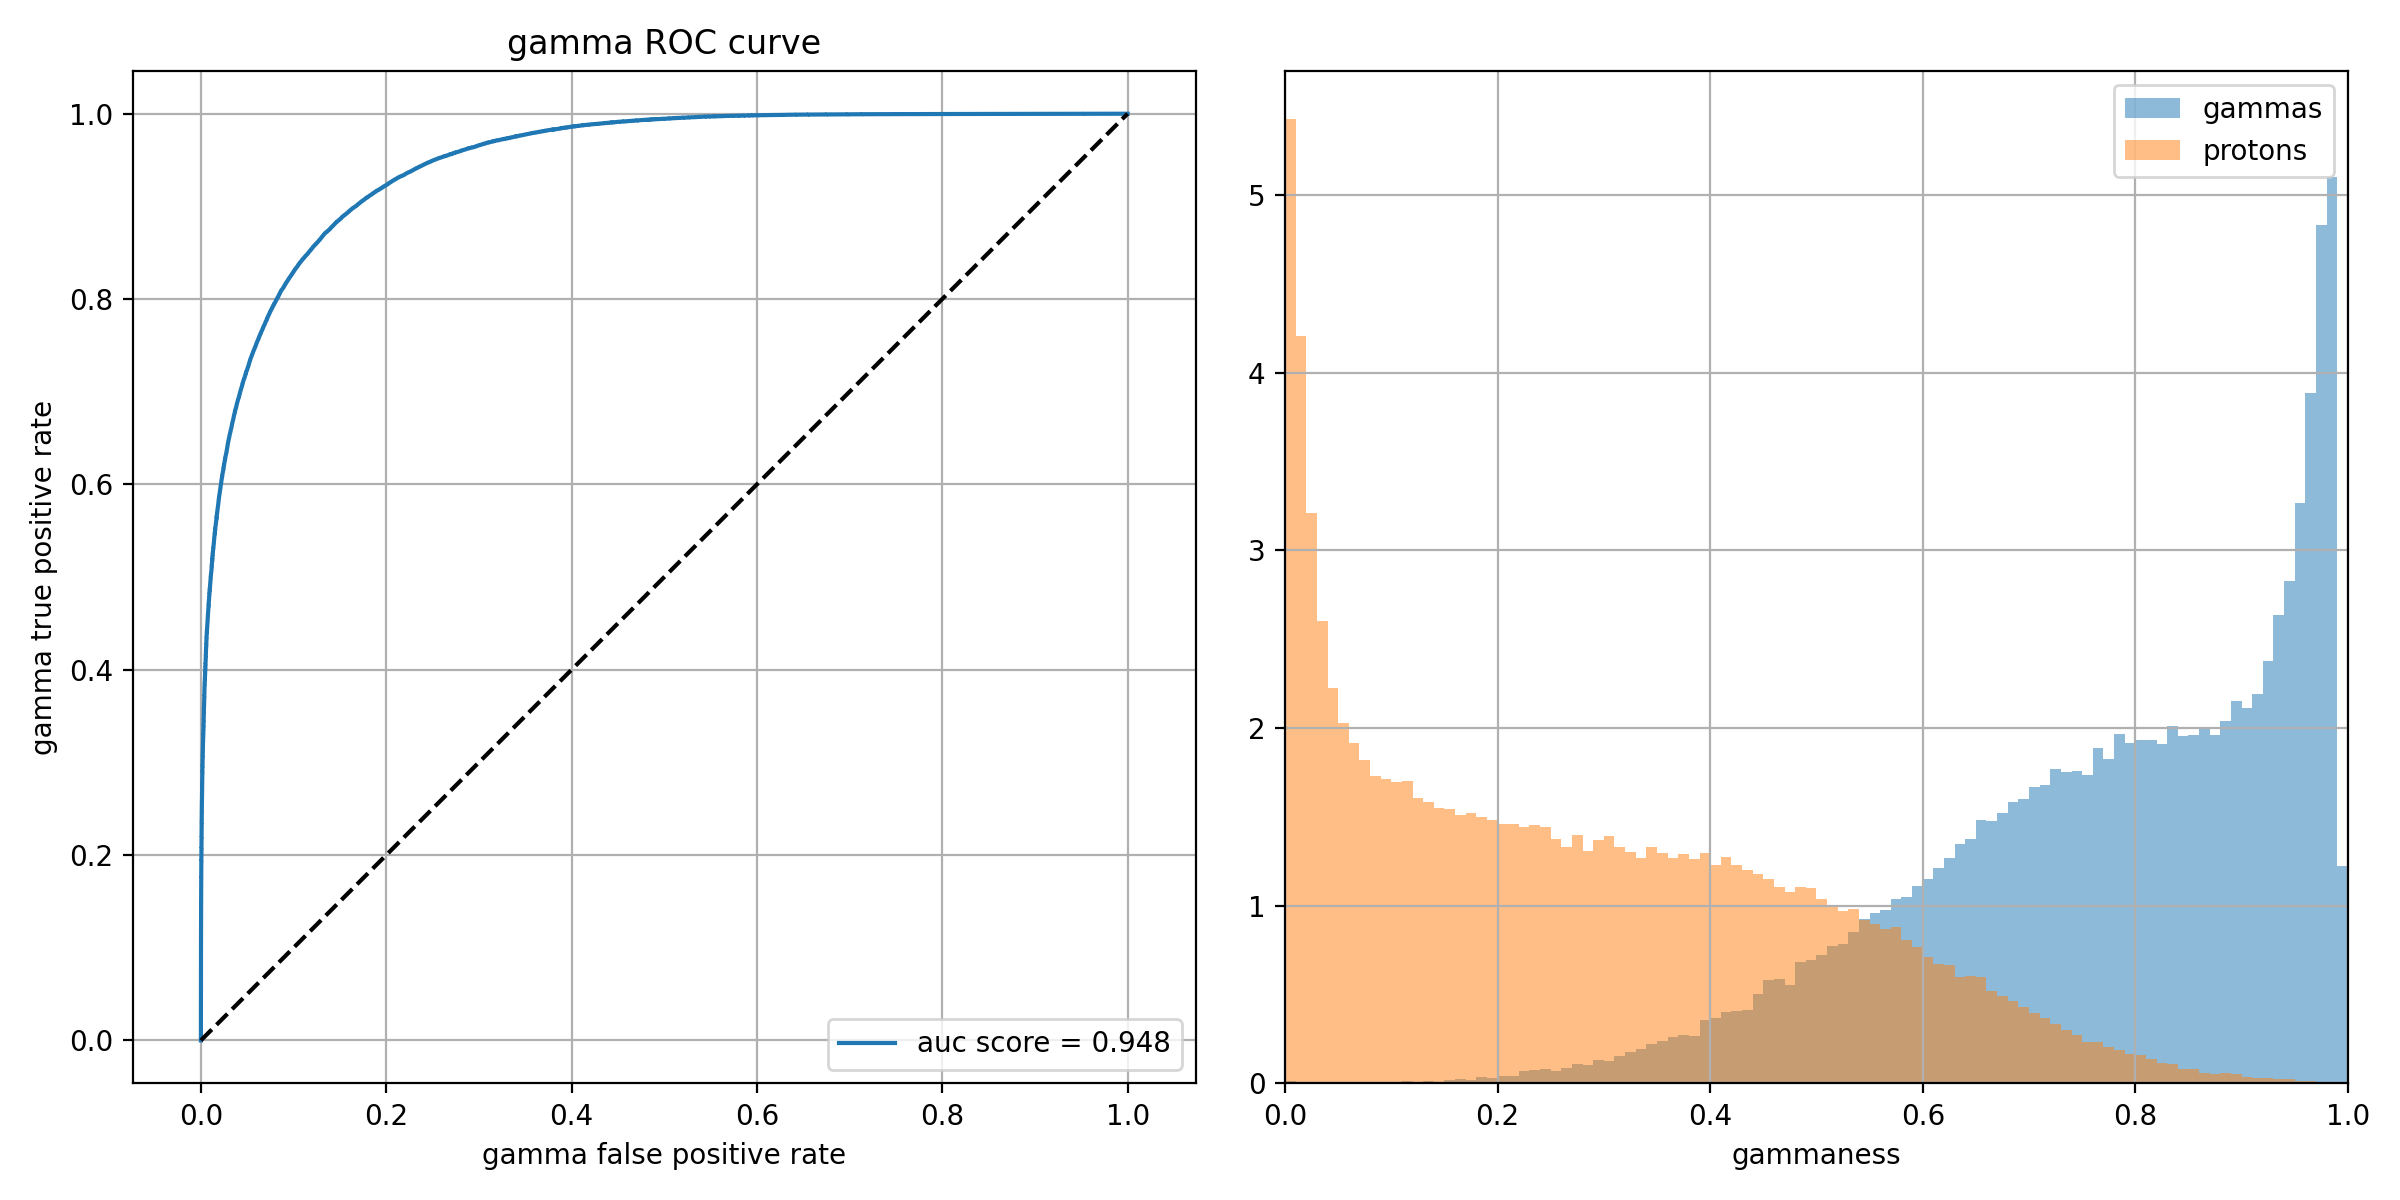 gamma ROC curve
gamma true positive rate
1.0
0.8
0.6
0.4
0.2
0.0
auc score = 0.948
0.0 0.2 0.4 0.6 0.8 1.0
gamma false positive rate
gammas
protons
5
4
3
2
1
0
0.0 0.2 0.4 0.6 0.8 1.0
gammaness